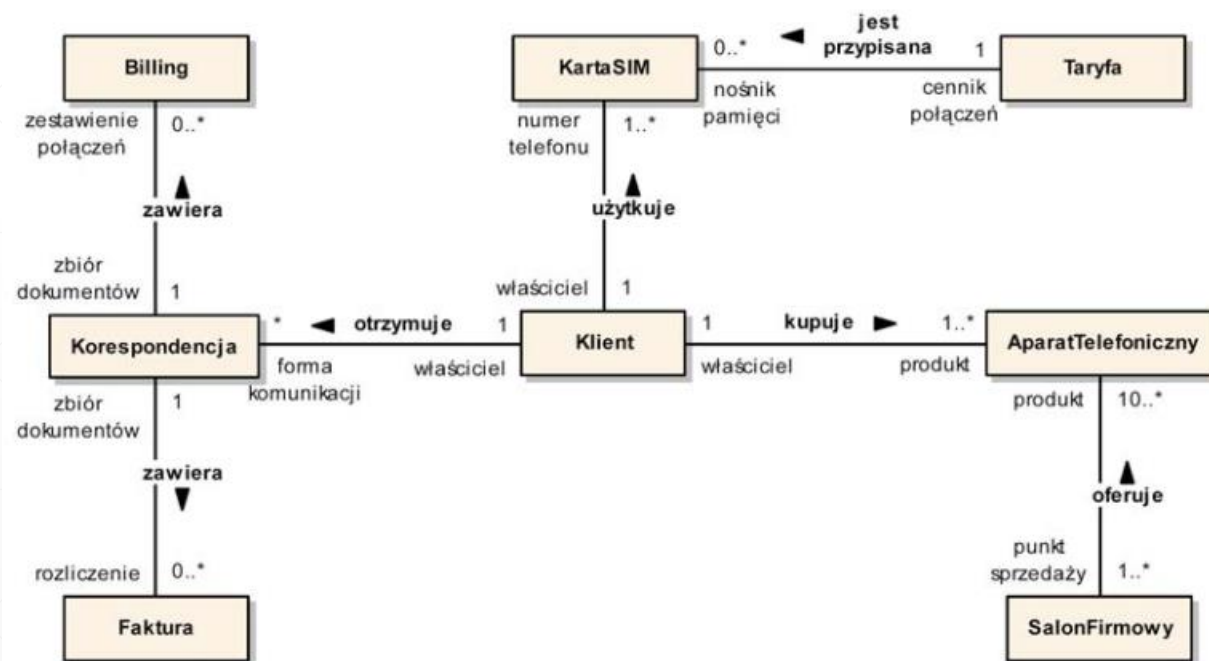 Billing
zestawienie
połączeń
0..*
zawiera
zbiór
dokumentów
1
Korespondencja
zbiór
dokumentów
1
zawiera
rozliczenie
0..*
Faktura
*
otrzymuje
1
forma
komunikacji
właściciel
KartaSIM
numer
telefonu
1..*
użytkuje
właściciel
1
Klient
0..*
jest
przypisana
1
nośnik
pamięci
cennik
połączeń
Taryfa
1
kupuje
1..*
właściciel
produkt
AparatTelefoniczny
produkt
10..*
oferuje
punkt
sprzedaży
1..*
SalonFirmowy